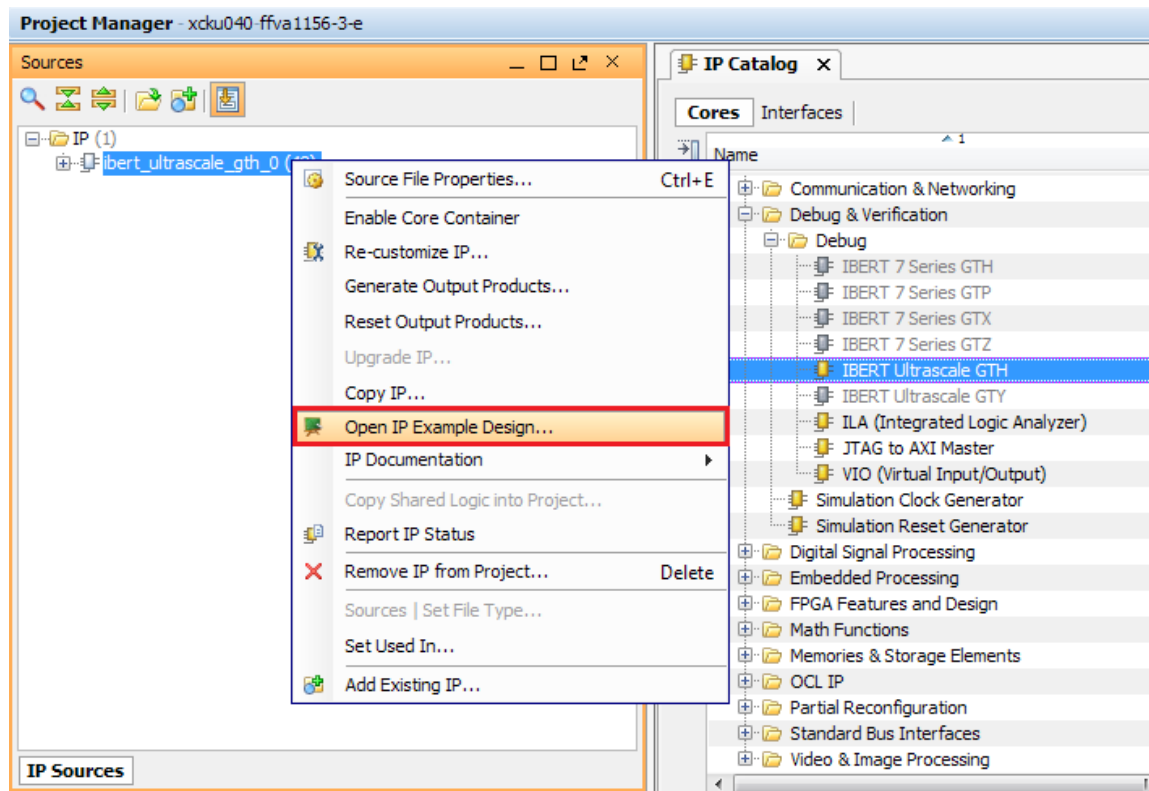 Project Manager - xcku040-ffva1156-3-e
Sources
IP (1)
ibert_ultrascale_gth_0
Source File Properties... Ctrl+E
Enable Core Container
Re-customize IP...
Generate Output Products...
Reset Output Products...
Upgrade IP...
Copy IP...
Open IP Example Design...
IP Documentation
Copy Shared Logic into Project...
Report IP Status
Remove IP from Project... Delete
Sources | Set File Type...
Set Used In...
Add Existing IP...
IP Sources
IP Catalog
Cores Interfaces
1
Name
Communication & Networking
Debug & Verification
Debug
IBERT 7 Series GTH
IBERT 7 Series GTP
IBERT 7 Series GTX
IBERT 7 Series GTZ
IBERT Ultrascale GTH
IBERT Ultrascale GTY
ILA (Integrated Logic Analyzer)
JTAG to AXI Master
VIO (Virtual Input/Output)
Simulation Clock Generator
Simulation Reset Generator
Digital Signal Processing
Embedded Processing
FPGA Features and Design
Math Functions
Memories & Storage Elements
OCL IP
Partial Reconfiguration
Standard Bus Interfaces
Video & Image Processing